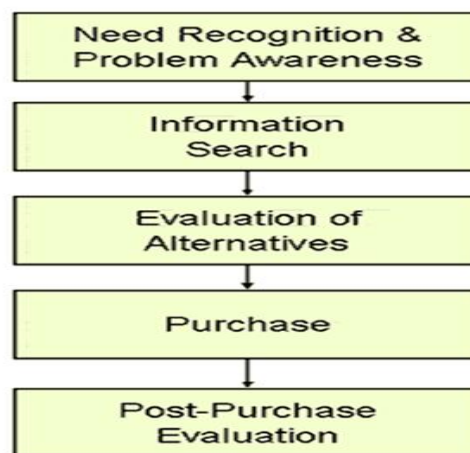 Need Recognition &
Problem Awareness
Information
Search
Evaluation of
Alternatives
Purchase
Post-Purchase
Evaluation